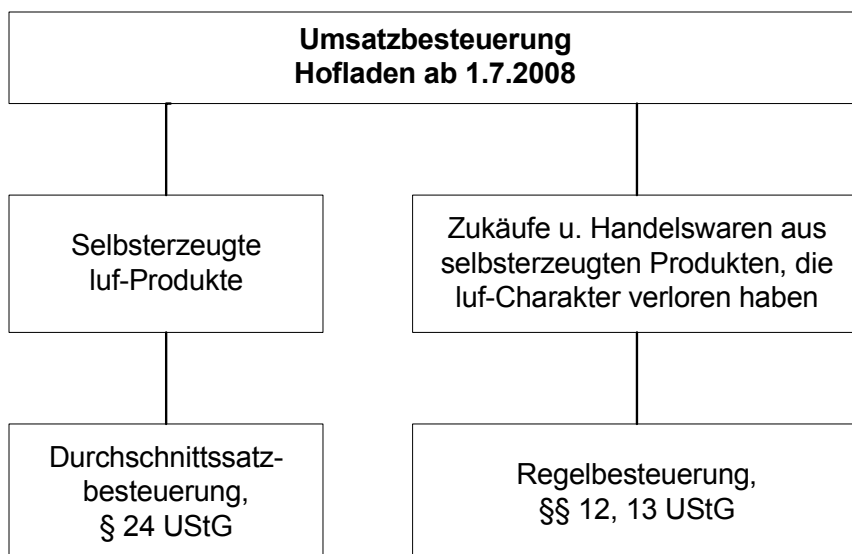 Umsatzbesteuerung
Hofladen ab 1.7.2008
Selbsterzeugte
luf-Produkte
Zukäufe u. Handelswaren aus
selbsterzeugten Produkten, die
luf-Charakter verloren haben
Durchschnittssatz-
besteuerung,
§ 24 UStG
Regelbesteuerung,
§§ 12, 13 UStG